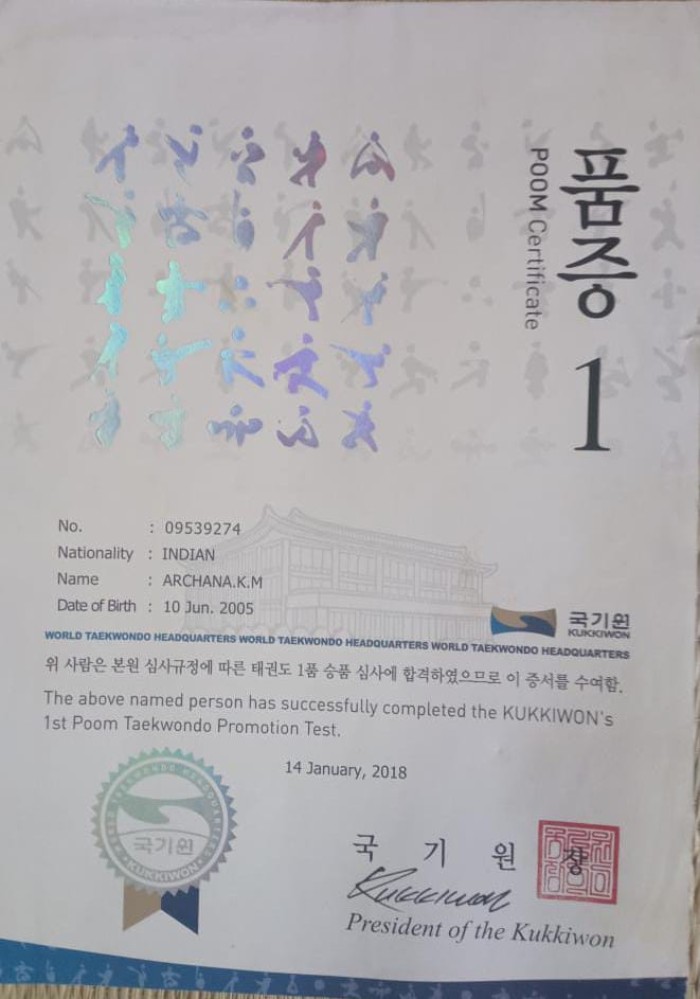 품증
POOM Certificate
1
No. : 09539274
Nationality : INDIAN
Name : ARCHANA.K.M
Date of Birth : 10 Jun. 2005
국기원
KUKKIWON
WORLD TAEKWONDO HEADQUARTERS WORLD TAEKWONDO HEADQUARTERS WORLD TAEKWONDO HEADQUARTERS
위 사람은 본원 심사규정에 따른 태권도 1품 승품 심사에 합격하였으므로 이 증서를 수여함.
The above named person has successfully completed the KUKKIWON's
1st Poom Taekwondo Promotion Test.
14 January, 2018
WORLD TAEKWONDO HEADQUARTERS
국기원
KUKKIWON
국 기 원 장
Kukkiwon
President of the Kukkiwon